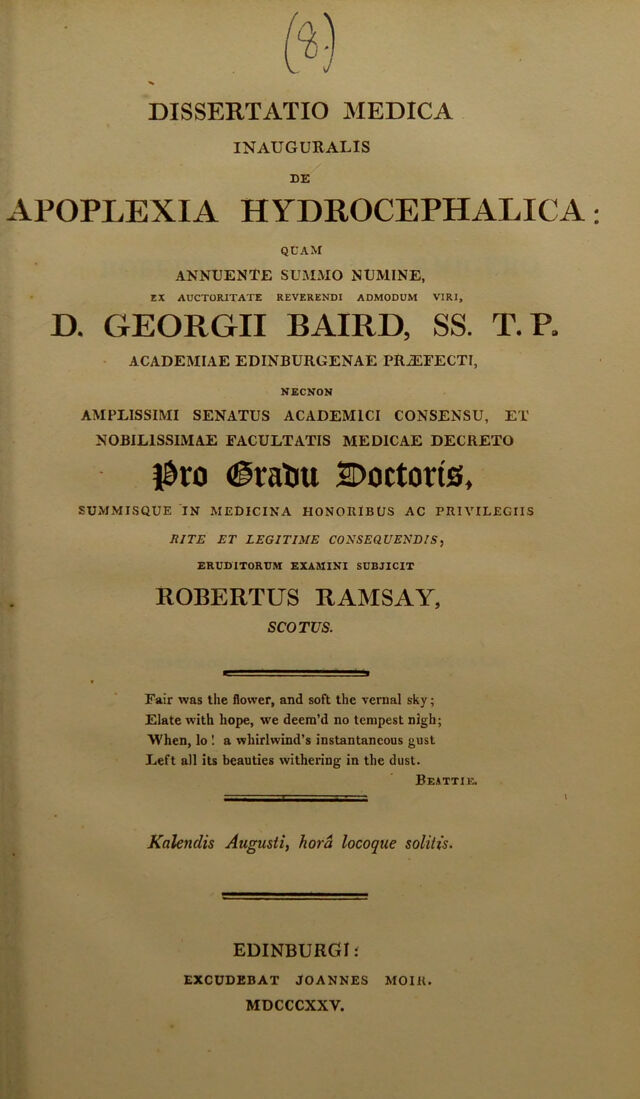 (8.)
DISSERTATIO MEDICA
INAUGURALIS
DE
APOPLEXIA HYDROCEPHALICA:
QUAM
ANNUENTE SUMMO NUMINE,
EX AUCTORITATE REVERENDI ADMODUM VIRI,
D. GEORGII BAIRD, SS. T. P.
ACADEMIAE EDINBURGENAE PRÆFECTI,
NECNON
AMPLISSIMI SENATUS ACADEMICI CONSENSU, ET
NOBILISSIMAE FACULTATIS MEDICAE DECRETO
Pro Gradu Doctoris,
SUMMISQUE IN MEDICINA HONORIBUS AC PRIVILEGIIS
RITE ET LEGITIME CONSEQUENDIS,
ERUDITORUM EXAMINI SUBJICIT
ROBERTUS RAMSAY,
SCOTUS.
Fair was the flower, and soft the vernal sky;
Elate with hope, we deem'd no tempest nigh;
When, lo! a whirlwind's instantaneous gust
Left all its beauties withering in the dust.
BEATTIE.
Kalendis Augusti, horâ locoque solitis.
EDINBURGI:
EXCUDEBAT JOANNES MOIR.
MDCCCXXV.